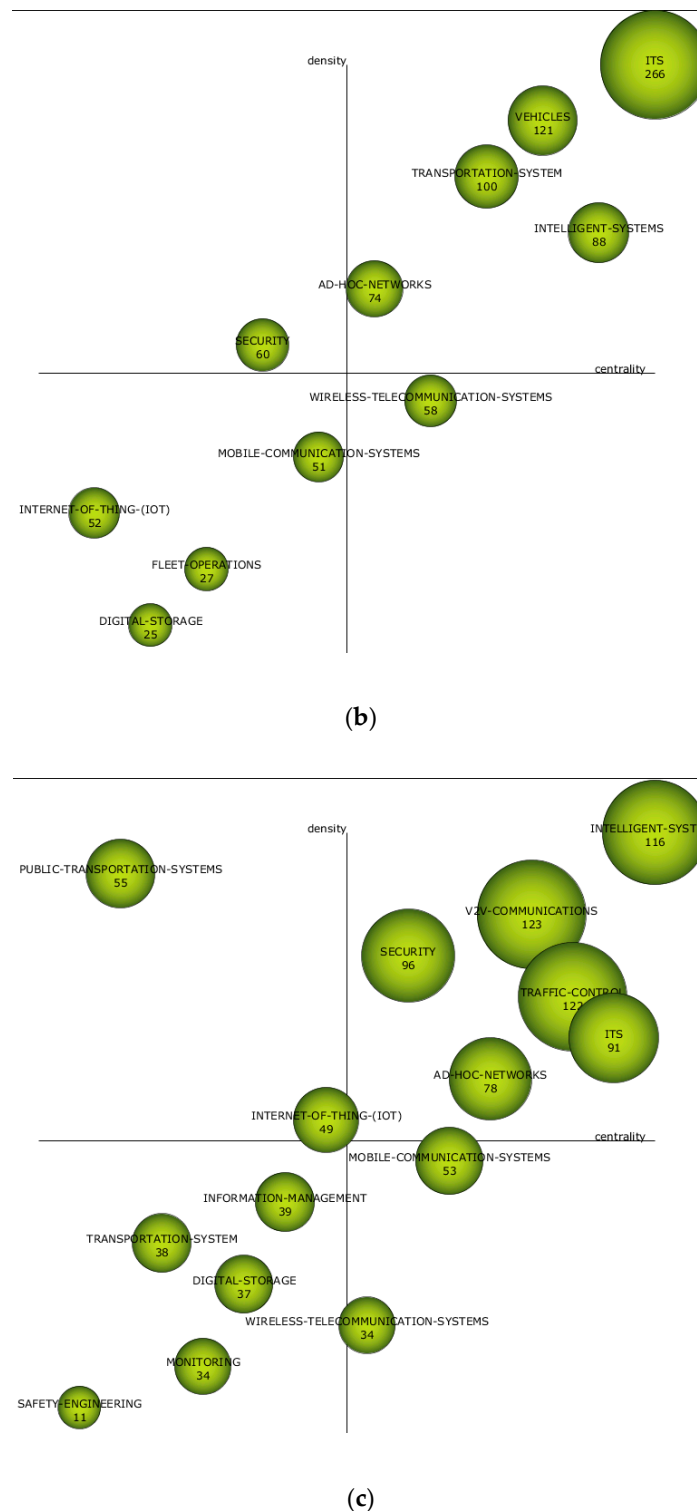 density
ITS
266
VEHICLES
121
TRANSPORTATION-SYSTEM
100
INTELLIGENT-SYSTEMS
88
AD-HOC-NETWORKS
74
SECURITY
60
centrality
WIRELESS-TELECOMMUNICATION-SYSTEMS
58
MOBILE-COMMUNICATION-SYSTEMS
51
INTERNET-OF-THING-(IOT)
52
FLEET-OPERATIONS
27
DIGITAL-STORAGE
25
(b)
density
INTELLIGENT-SYST
116
PUBLIC-TRANSPORTATION-SYSTEMS
55
V2V-COMMUNICATIONS
123
SECURITY
96
TRAFFIC-CONTROL
122
ITS
91
AD-HOC-NETWORKS
78
INTERNET-OF-THING-(IOT)
49
centrality
MOBILE-COMMUNICATION-SYSTEMS
53
INFORMATION-MANAGEMENT
39
TRANSPORTATION-SYSTEM
38
DIGITAL-STORAGE
37
WIRELESS-TELECOMMUNICATION-SYSTEMS
34
MONITORING
34
SAFETY-ENGINEERING
11
(c)